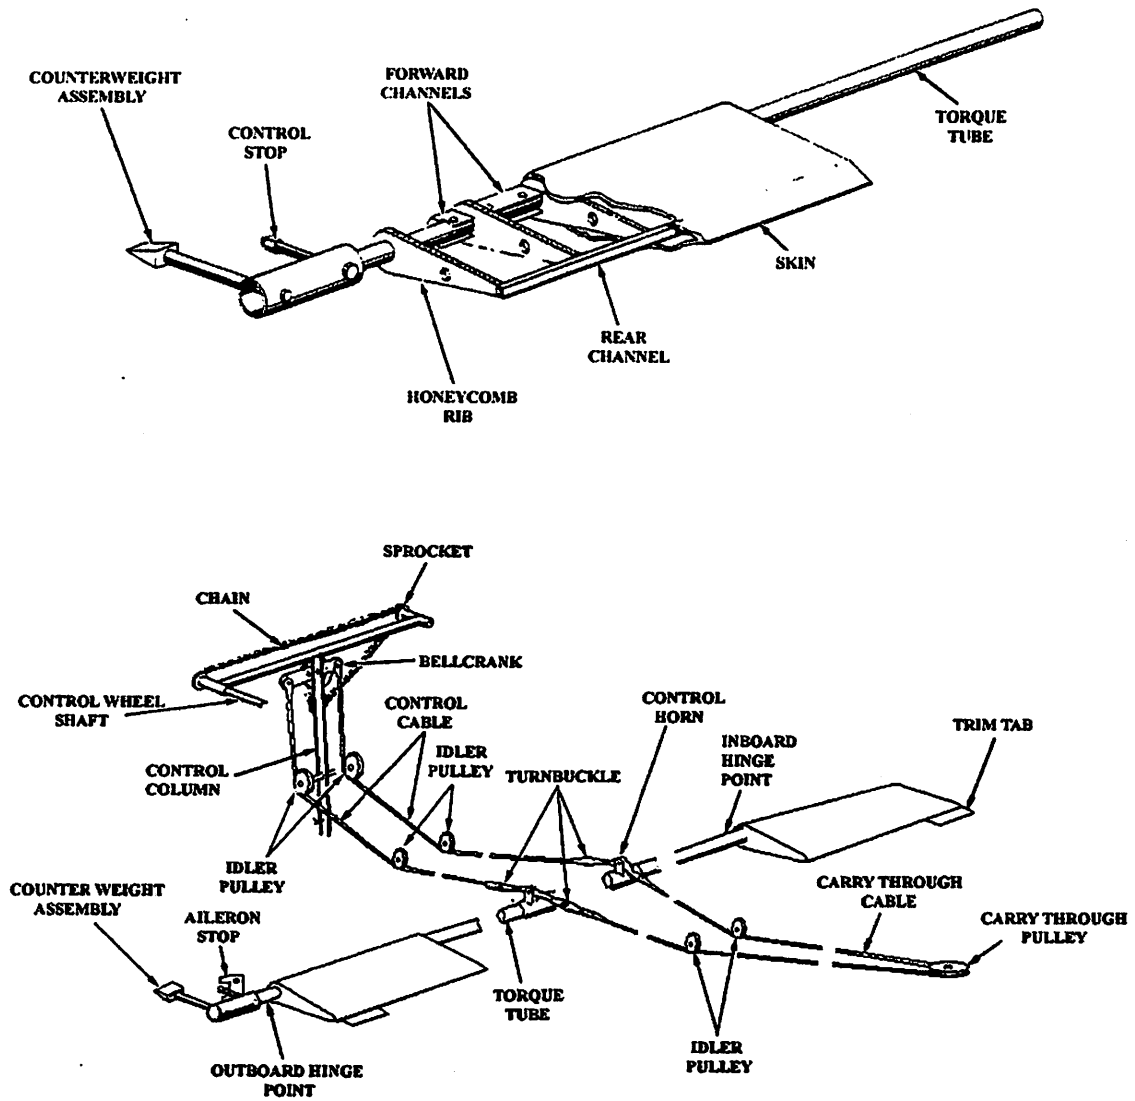 COUNTERWEIGHT
ASSEMBLY
FORWARD
CHANNELS
CONTROL
STOP
TORQUE
TUBE
SKIN
REAR
CHANNEL
HONEYCOMB
RIB
SPROCKET
CHAIN
BELLCRANK
CONTROL WHEEL
SHAFT
CONTROL
CABLE
CONTROL
HORN
IDLER
PULLEY
INBOARD
HINGE
POINT
TRIM TAB
CONTROL
COLUMN
TURNBUCKLE
IDLER
PULLEY
COUNTER WEIGHT
ASSEMBLY
AILERON
STOP
CARRY THROUGH
CABLE
CARRY THROUGH
PULLEY
TORQUE
TUBE
IDLER
PULLEY
OUTBOARD HINGE
POINT